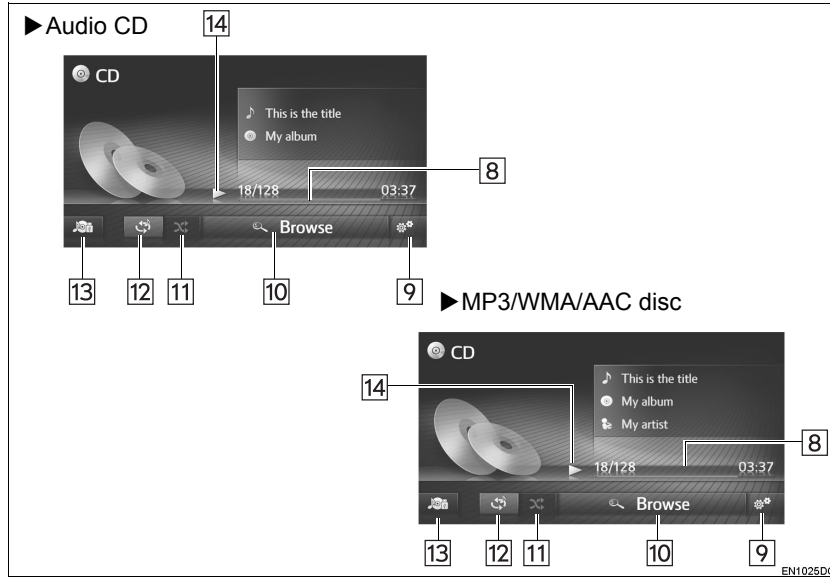 ▶Audio CD
14
CD
This is the title
My album
8
18/128 03:37
Browse
13 12 11 10 9
▶MP3/WMA/AAC disc
CD
14
This is the title
My album
My artist
8
18/128 03:37
Browse
13 12 11 10 9